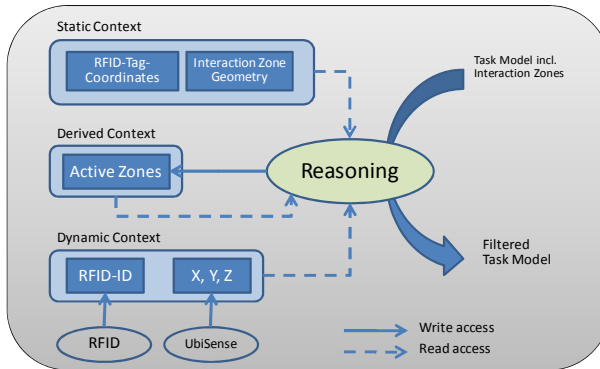 Static Context
RFID-Tag-
Coordinates
Interaction Zone
Geometry
Task Model incl.
Interaction Zones
Derived Context
Active Zones
Reasoning
Dynamic Context
RFID-ID
X, Y, Z
Filtered
Task Model
RFID
UbiSense
Write access
Read access